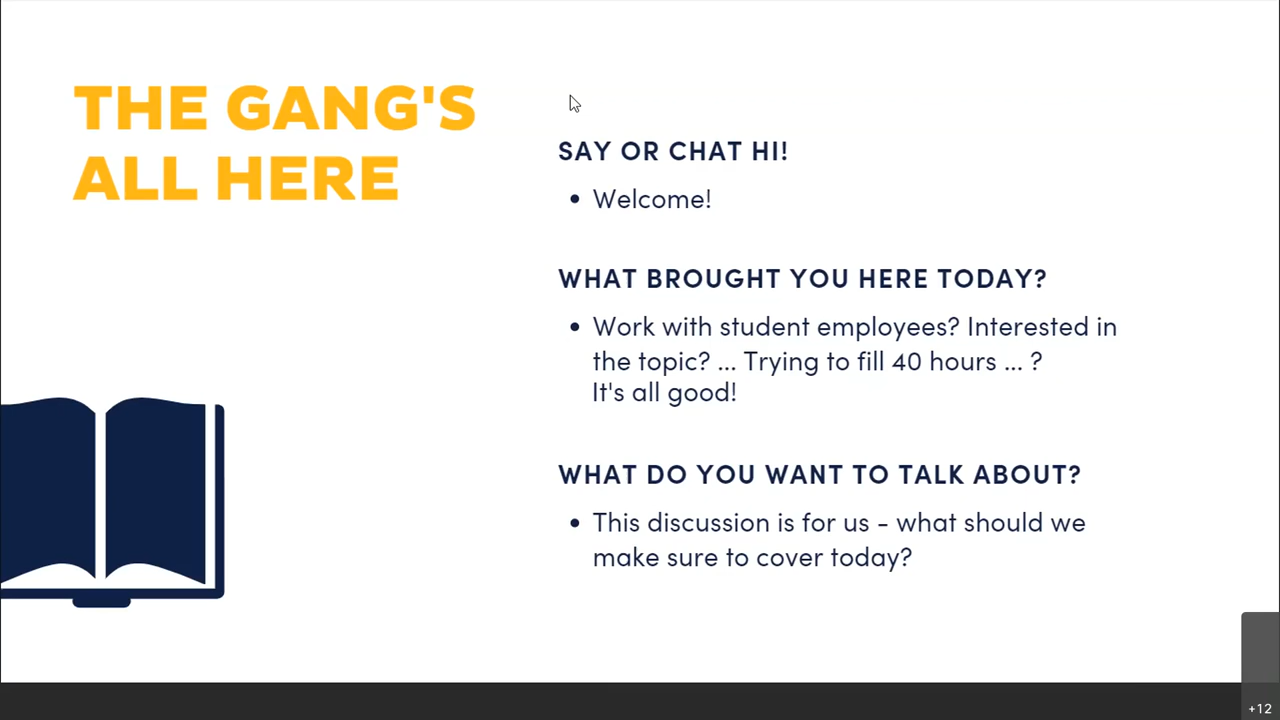 THE GANG'S
ALL HERE
SAY OR CHAT HI!
• Welcome!
WHAT BROUGHT YOU HERE TODAY?
• Work with student employees? Interested in
the topic? ... Trying to fill 40 hours ... ?
It's all good!
WHAT DO YOU WANT TO TALK ABOUT?
• This discussion is for us - what should we
make sure to cover today?
+12